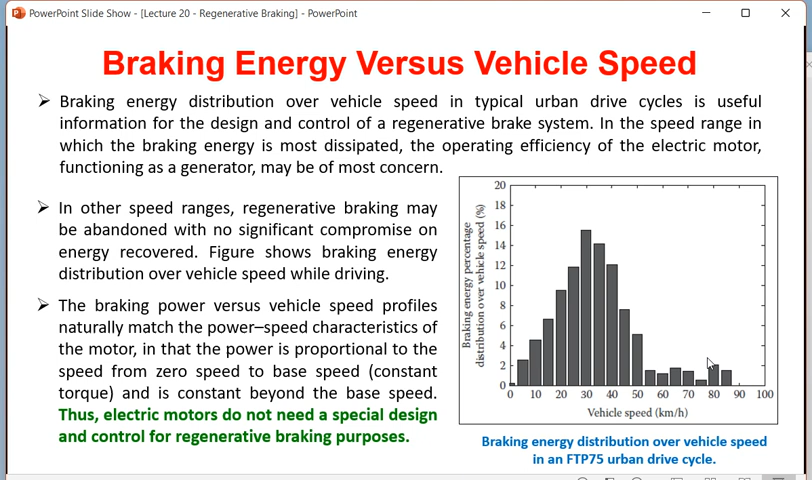 PowerPoint Slide Show - [Lecture 20 - Regenerative Braking] - PowerPoint
Braking Energy Versus Vehicle Speed
➢ Braking energy distribution over vehicle speed in typical urban drive cycles is useful
information for the design and control of a regenerative brake system. In the speed range in
which the braking energy is most dissipated, the operating efficiency of the electric motor,
functioning as a generator, may be of most concern.
➢ In other speed ranges, regenerative braking may
be abandoned with no significant compromise on
energy recovered. Figure shows braking energy
distribution over vehicle speed while driving.
➢ The braking power versus vehicle speed profiles
naturally match the power–speed characteristics of
the motor, in that the power is proportional to the
speed from zero speed to base speed (constant
torque) and is constant beyond the base speed.
Thus, electric motors do not need a special design
and control for regenerative braking purposes.
Braking energy percentage
distribution over vehicle speed (%)
20
18
16
14
12
10
8
6
4
2
0
0 10 20 30 40 50 60 70 80 90 100
Vehicle speed (km/h)
Braking energy distribution over vehicle speed
in an FTP75 urban drive cycle.